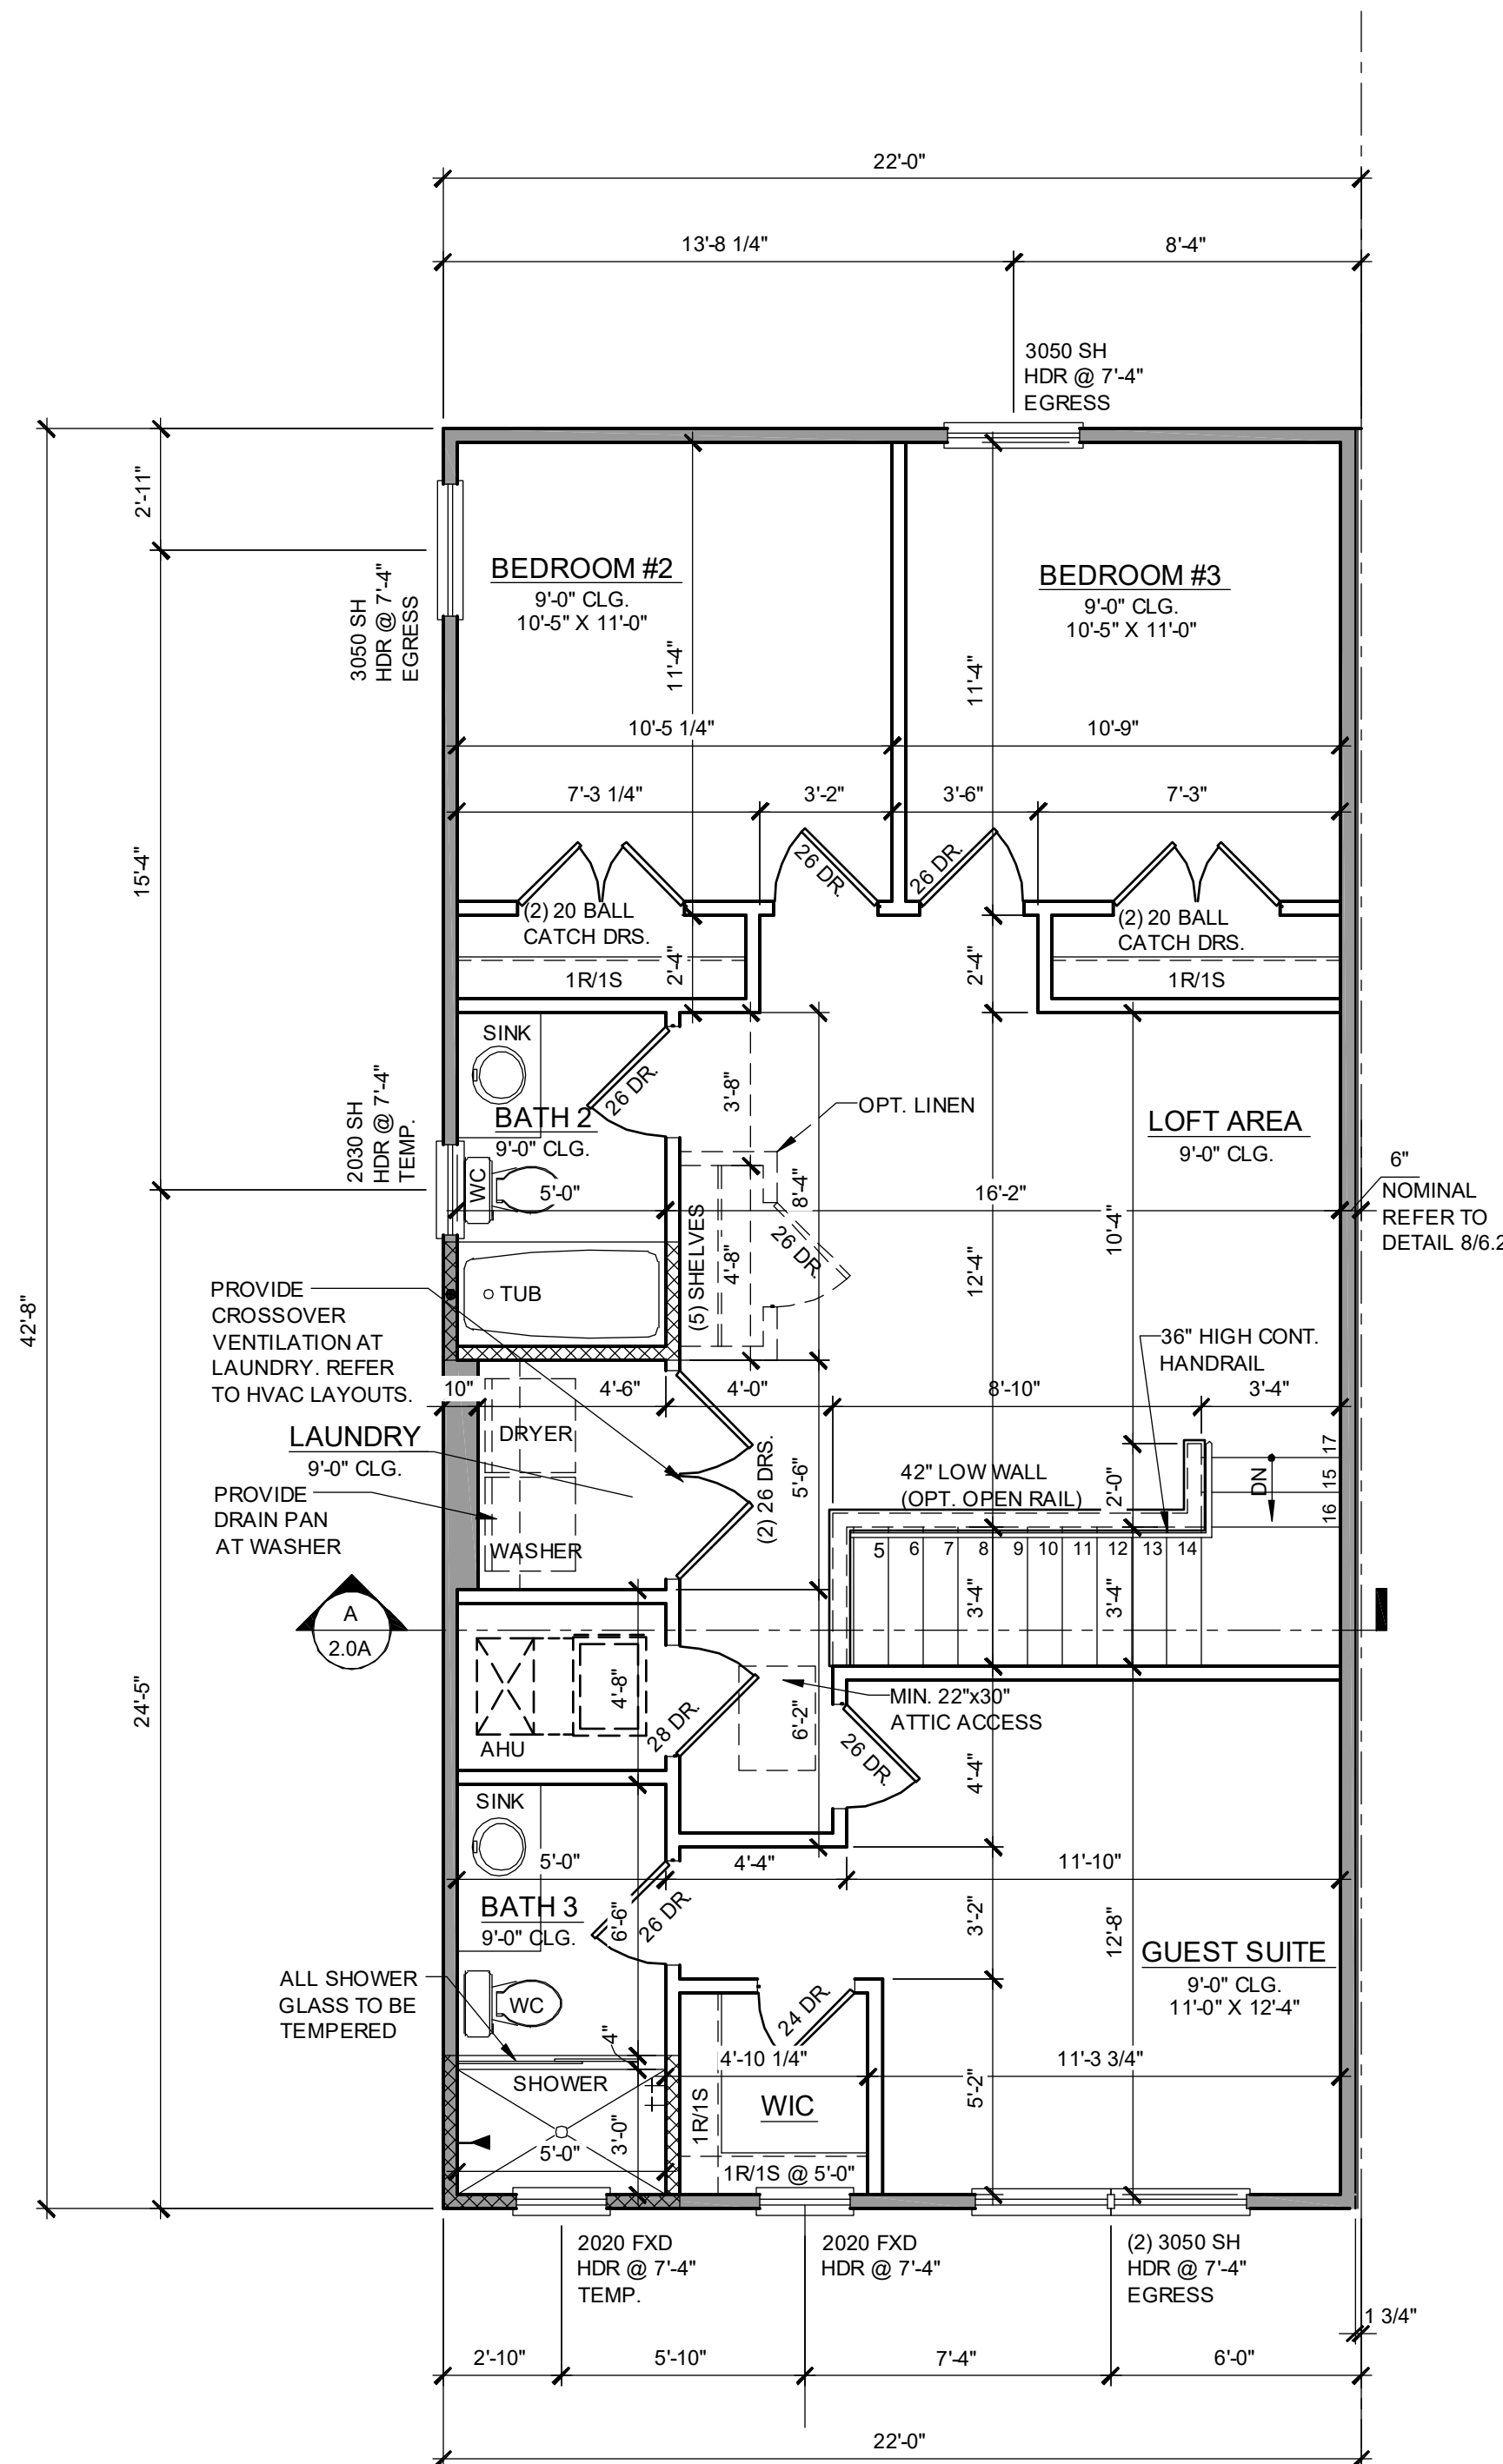 22'-0"
13'-8 1/4"
8'-4"
3050 SH
HDR @ 7'-4"
EGRESS
2'-11"
3050 SH
HDR @ 7'-4"
EGRESS
BEDROOM #2
9'-0" CLG.
10'-5" X 11'-0"
BEDROOM #3
9'-0" CLG.
10'-5" X 11'-0"
11'-4"
11'-4"
10'-5 1/4"
10'-9"
7'-3 1/4"
3'-2"
3'-6"
7'-3"
15'-4"
26 DR.
26 DR.
(2) 20 BALL
CATCH DRS.
(2) 20 BALL
CATCH DRS.
2'-4"
2'-4"
1R/1S
1R/1S
SINK
26 DR.
3'-8"
OPT. LINEN
BATH 2
9'-0" CLG.
LOFT AREA
9'-0" CLG.
2030 SH
HDR @ 7'-4"
TEMP.
WC
5'-0"
8'-4"
16'-2"
10'-4"
6"
NOMINAL
REFER TO
DETAIL 8/6.2
(5) SHELVES
4'-8"
26 DR.
12'-4"
TUB
42'-8"
PROVIDE
CROSSOVER
VENTILATION AT
LAUNDRY. REFER
TO HVAC LAYOUTS.
36" HIGH CONT.
HANDRAIL
10"
4'-6"
4'-0"
8'-10"
3'-4"
LAUNDRY
9'-0" CLG.
DRYER
(2) 26 DRS.
5'-6"
42" LOW WALL
(OPT. OPEN RAIL)
2'-0"
DN
17
15
16
PROVIDE
DRAIN PAN
AT WASHER
WASHER
5 6 7 8 9 10 11 12 13 14
3'-4"
3'-4"
A
2.0A
24'-5"
4'-8"
AHU
28 DR.
6'-2"
MIN. 22"x30"
ATTIC ACCESS
26 DR.
4'-4"
SINK
5'-0"
4'-4"
11'-10"
BATH 3
9'-0" CLG.
6'-6"
26 DR.
3'-2"
12'-8"
GUEST SUITE
9'-0" CLG.
11'-0" X 12'-4"
ALL SHOWER
GLASS TO BE
TEMPERED
WC
24 DR.
4"
4'-10 1/4"
11'-3 3/4"
SHOWER
1R/1S
WIC
5'-2"
5'-0"
3'-0"
1R/1S @ 5'-0"
2020 FXD
HDR @ 7'-4"
TEMP.
2020 FXD
HDR @ 7'-4"
(2) 3050 SH
HDR @ 7'-4"
EGRESS
1 3/4"
2'-10"
5'-10"
7'-4"
6'-0"
22'-0"